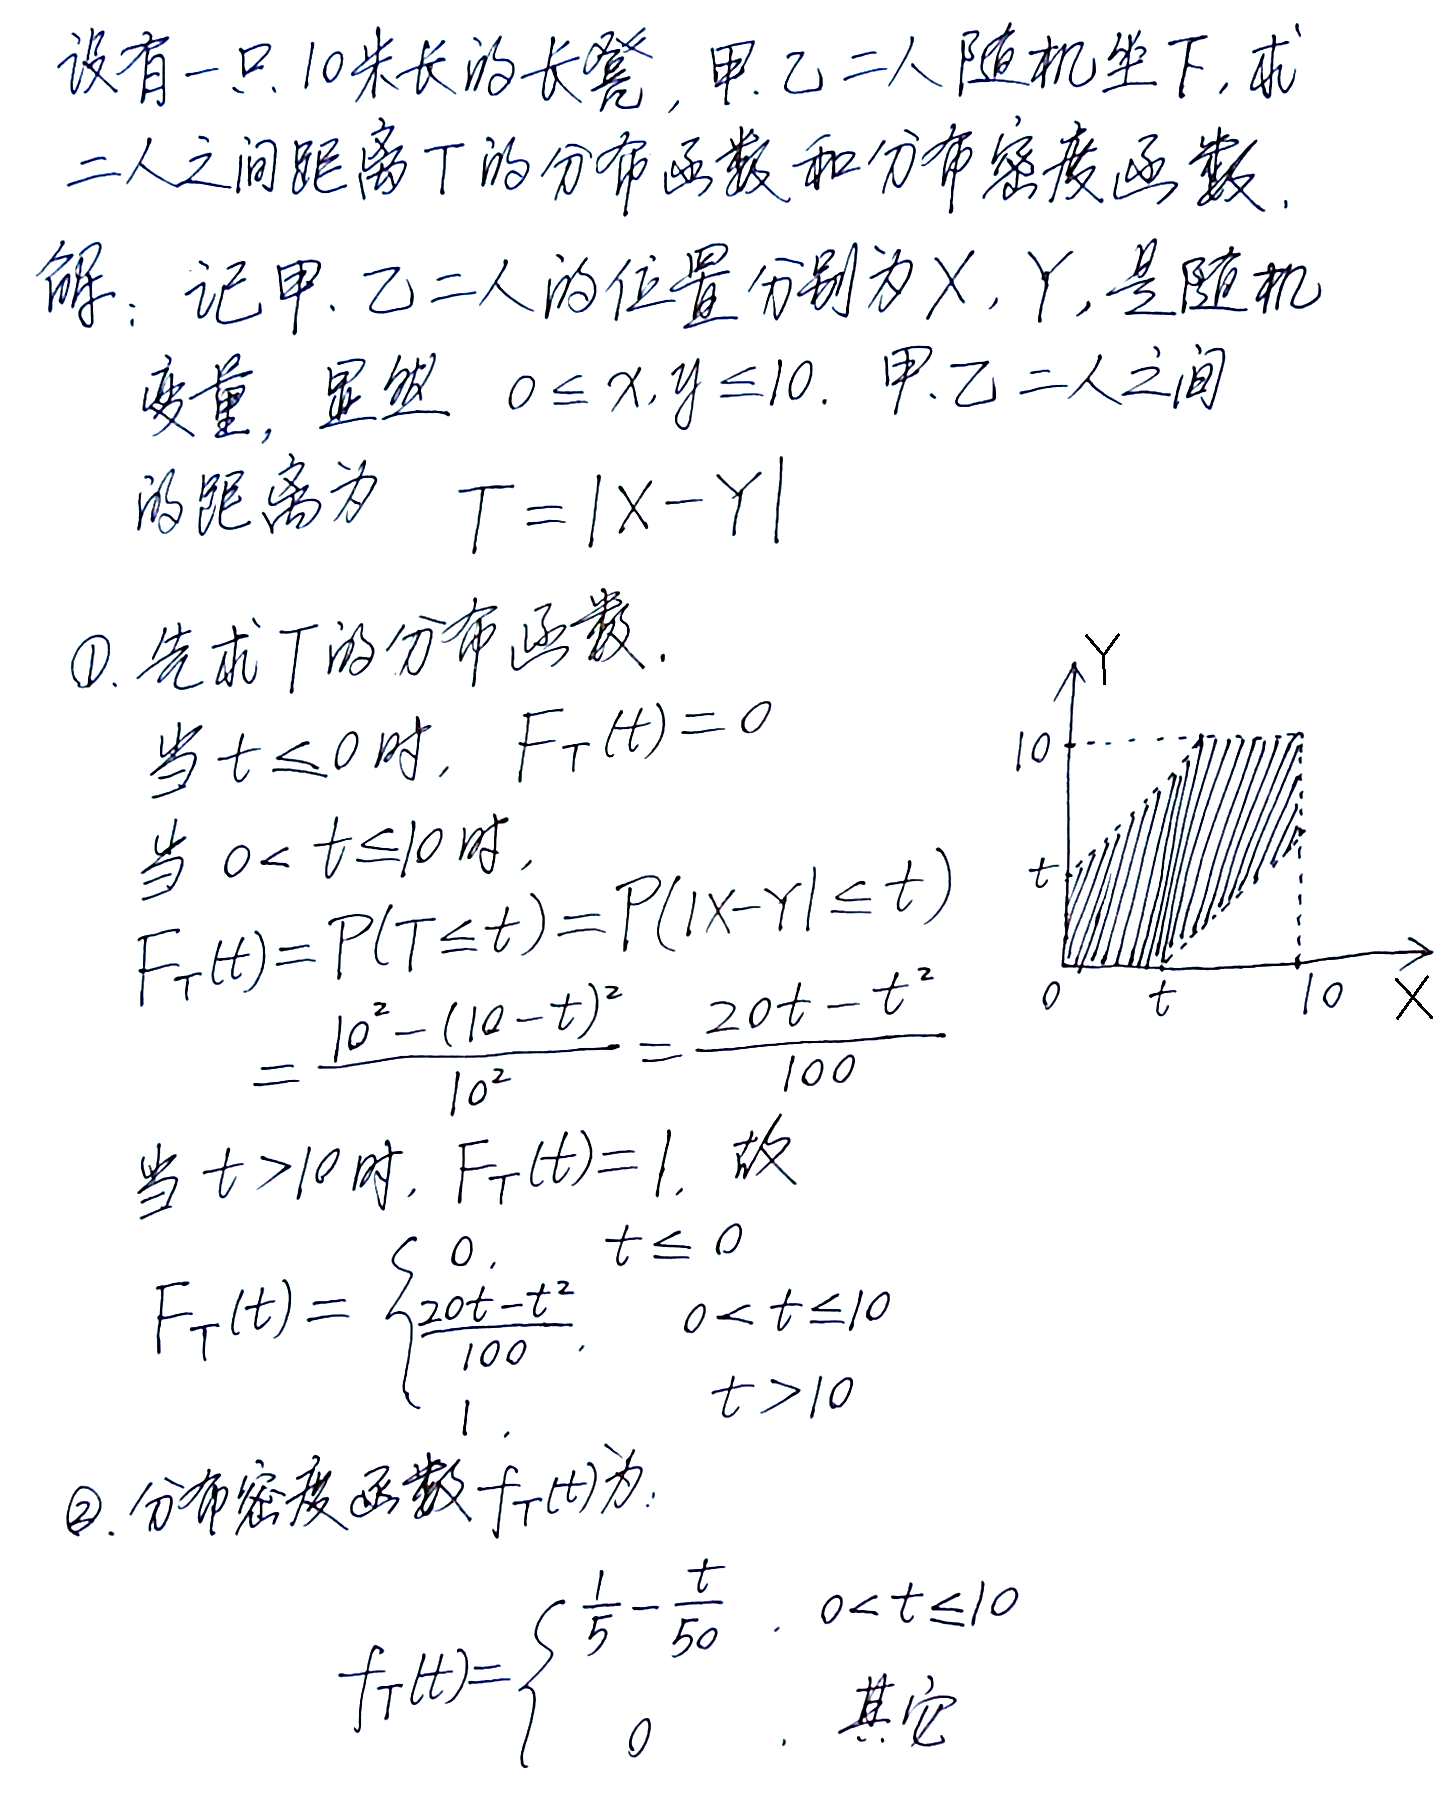 设有一只10米长的长凳,甲.乙二人随机坐下,求
二人之间距离T的分布函数和分布密度函数.
解: 记甲.乙二人的位置分别为X,Y,是随机
变量,显然 0≤x,y≤10. 甲.乙二人之间
的距离为 T=|X-Y|
①.先求T的分布函数.
当t≤0时, F_T(t)=0
当 0<t≤10时,
F_T(t)=P(T≤t)=P(|X-Y|≤t)
= \frac{10²-(10-t)²}{10²} = \frac{20t-t²}{100}
当t>10时, F_T(t)=1, 故
F_T(t)= { 0, t≤0
\frac{20t-t²}{100}, 0<t≤10
1, t>10
②.分布密度函数f_T(t)为:
f_T(t)= { \frac{1}{5}-\frac{t}{50}, 0<t≤10
0, 其它
Y
10
t
0 t 10 X